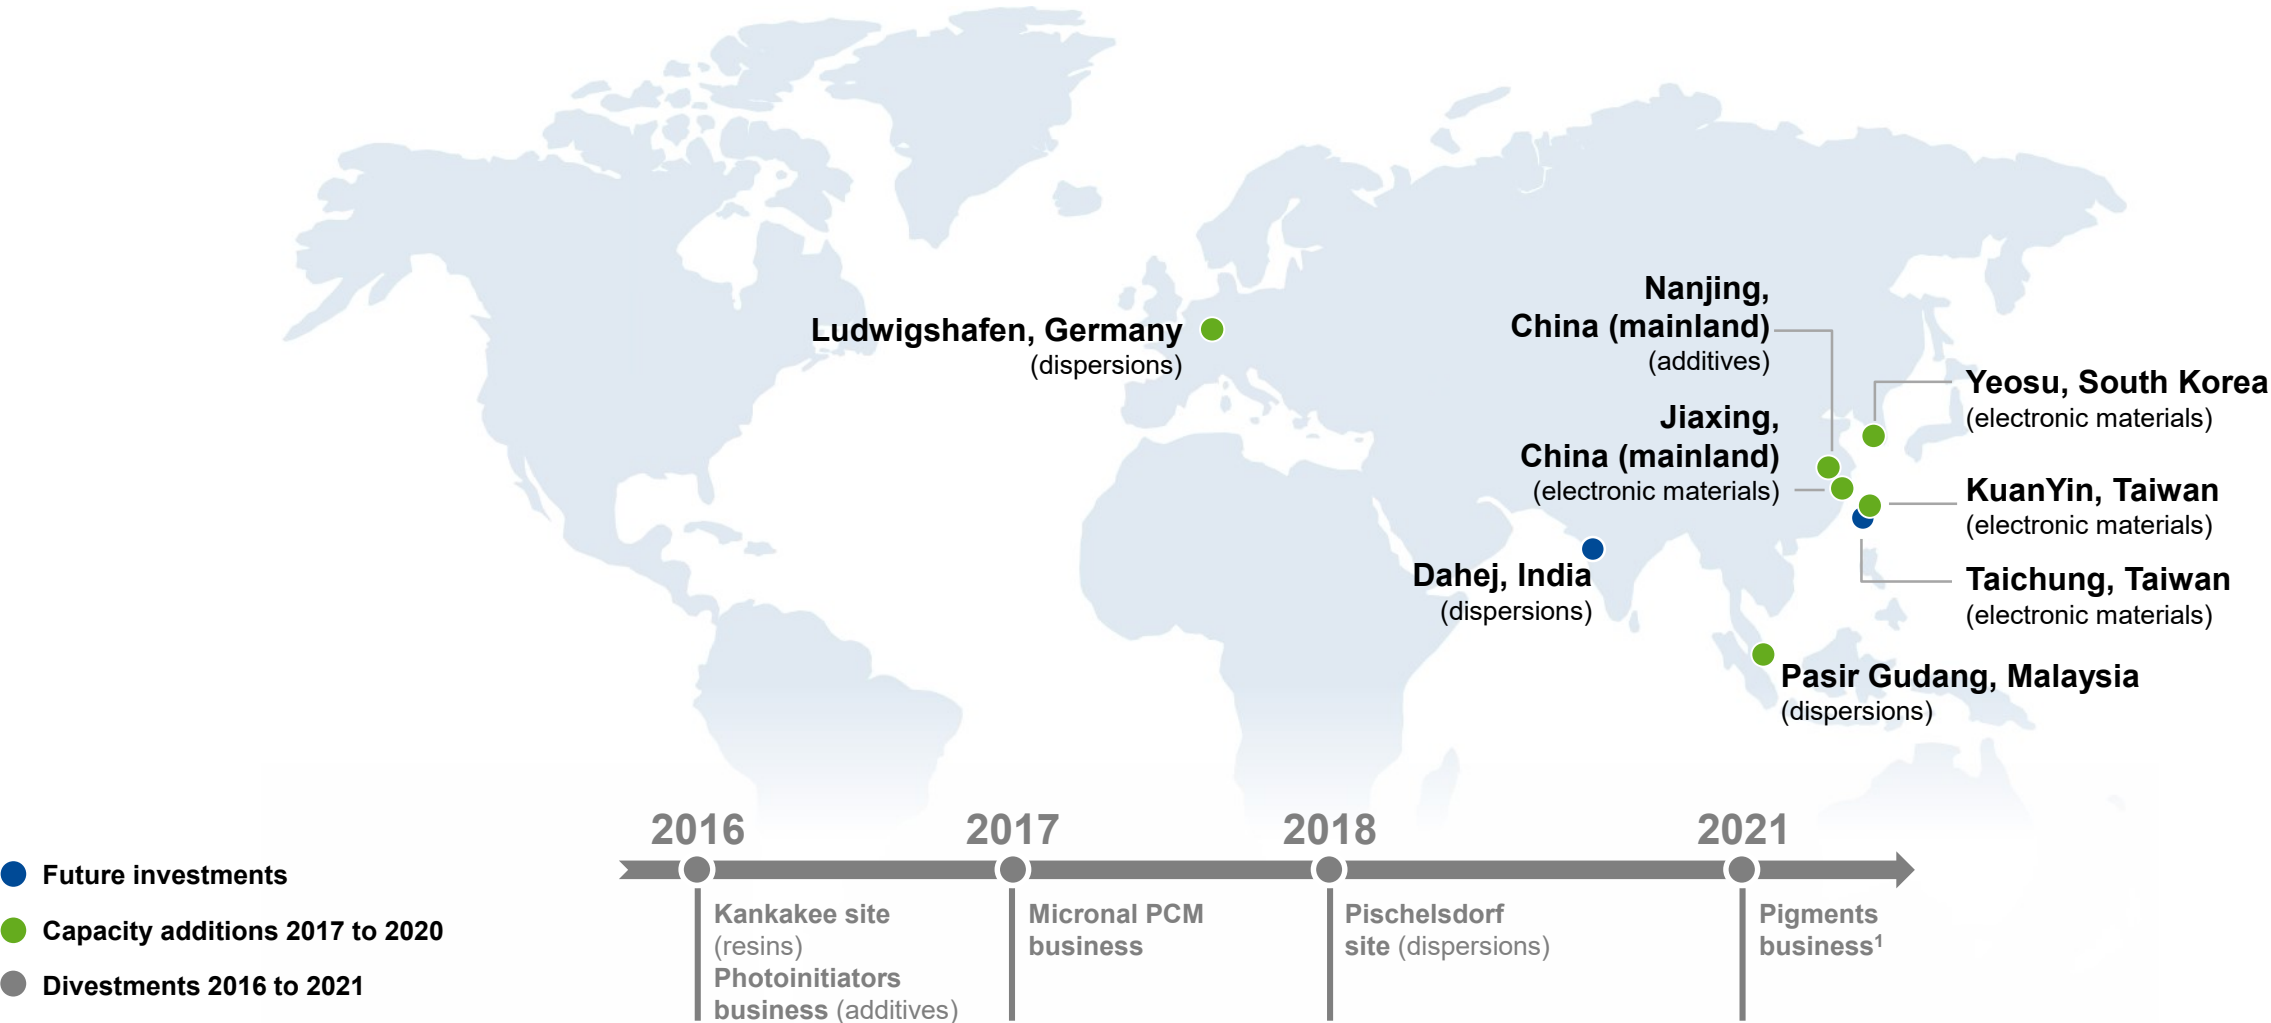 Nanjing,
China (mainland)
(additives)
Ludwigshafen, Germany
(dispersions)
Yeosu, South Korea
(electronic materials)
Jiaxing,
China (mainland)
(electronic materials)
KuanYin, Taiwan
(electronic materials)
Dahej, India
(dispersions)
Taichung, Taiwan
(electronic materials)
Pasir Gudang, Malaysia
(dispersions)
2016
2017
2018
2021
Future investments
Capacity additions 2017 to 2020
Divestments 2016 to 2021
Kankakee site
(resins)
Photoinitiators
business (additives)
Micronal PCM
business
Pischelsdorf
site (dispersions)
Pigments
business¹